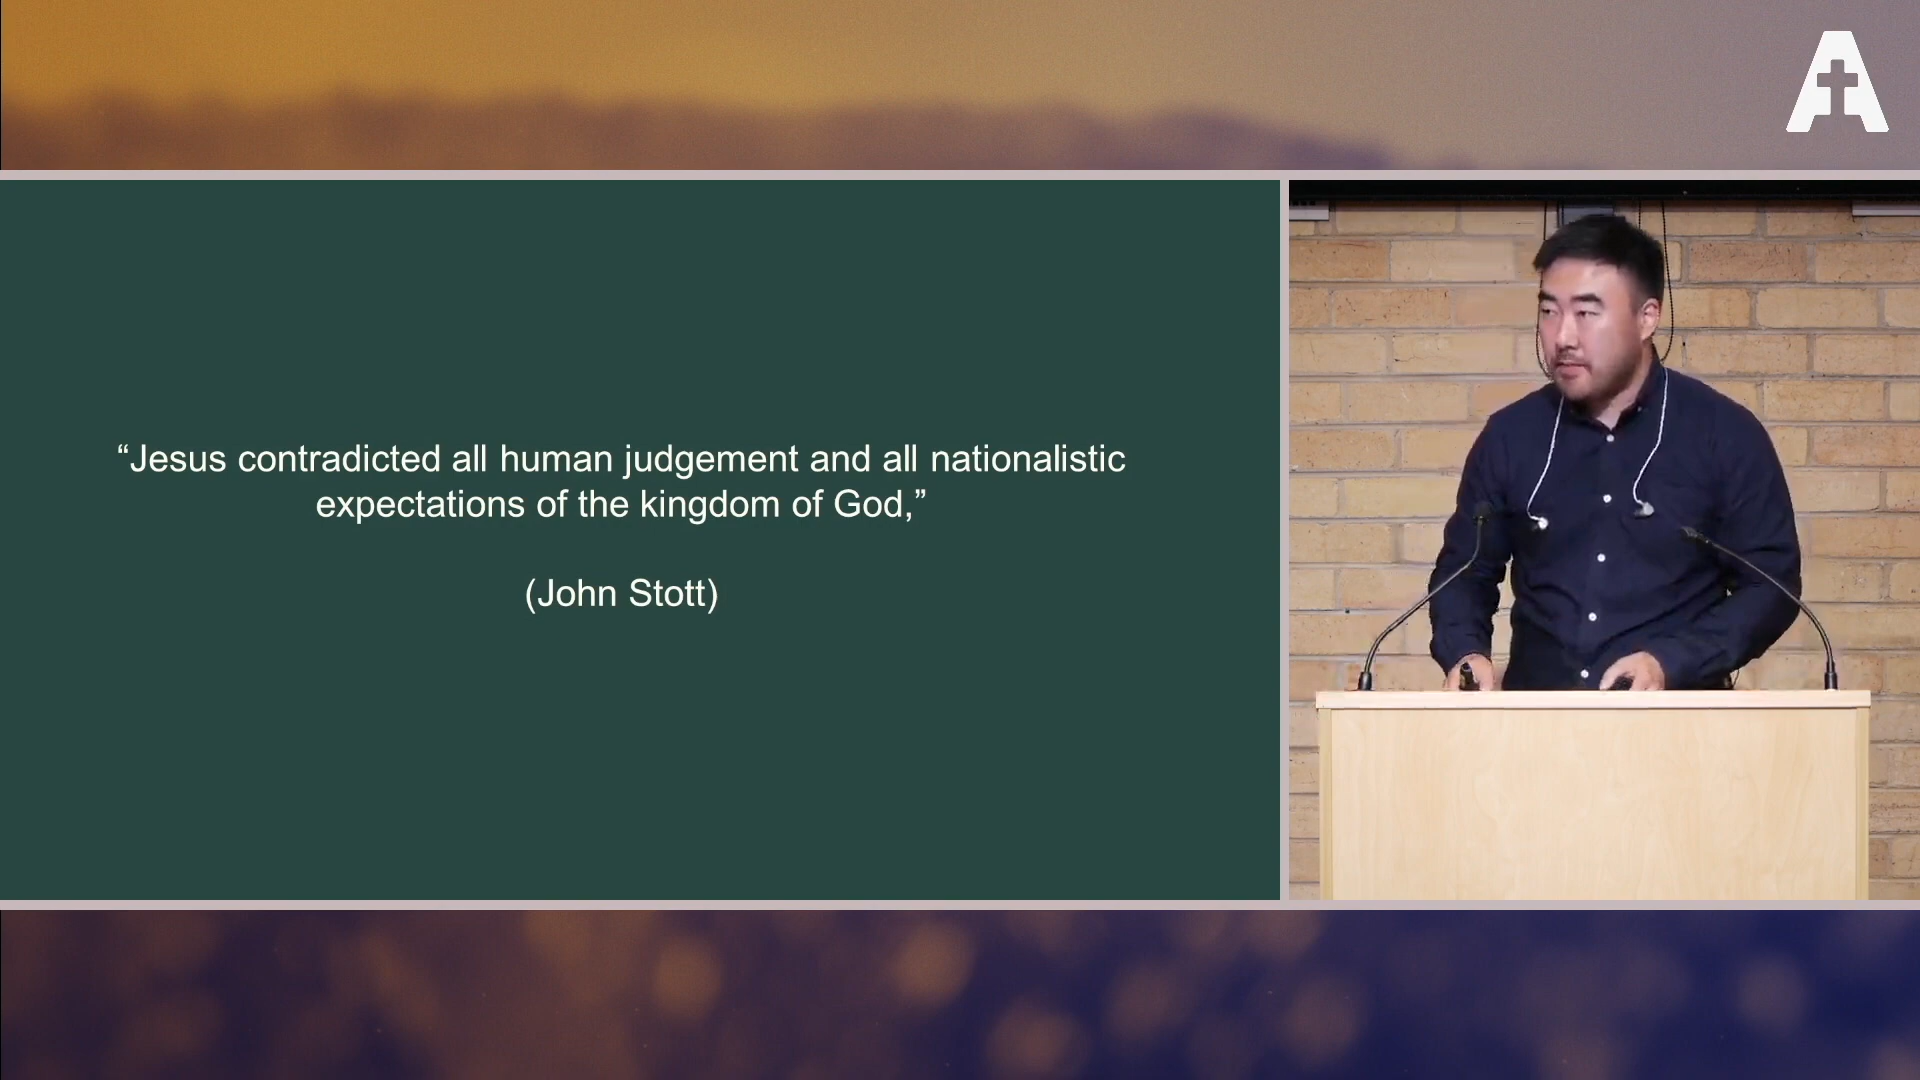 “Jesus contradicted all human judgement and all nationalistic
expectations of the kingdom of God,”
(John Stott)